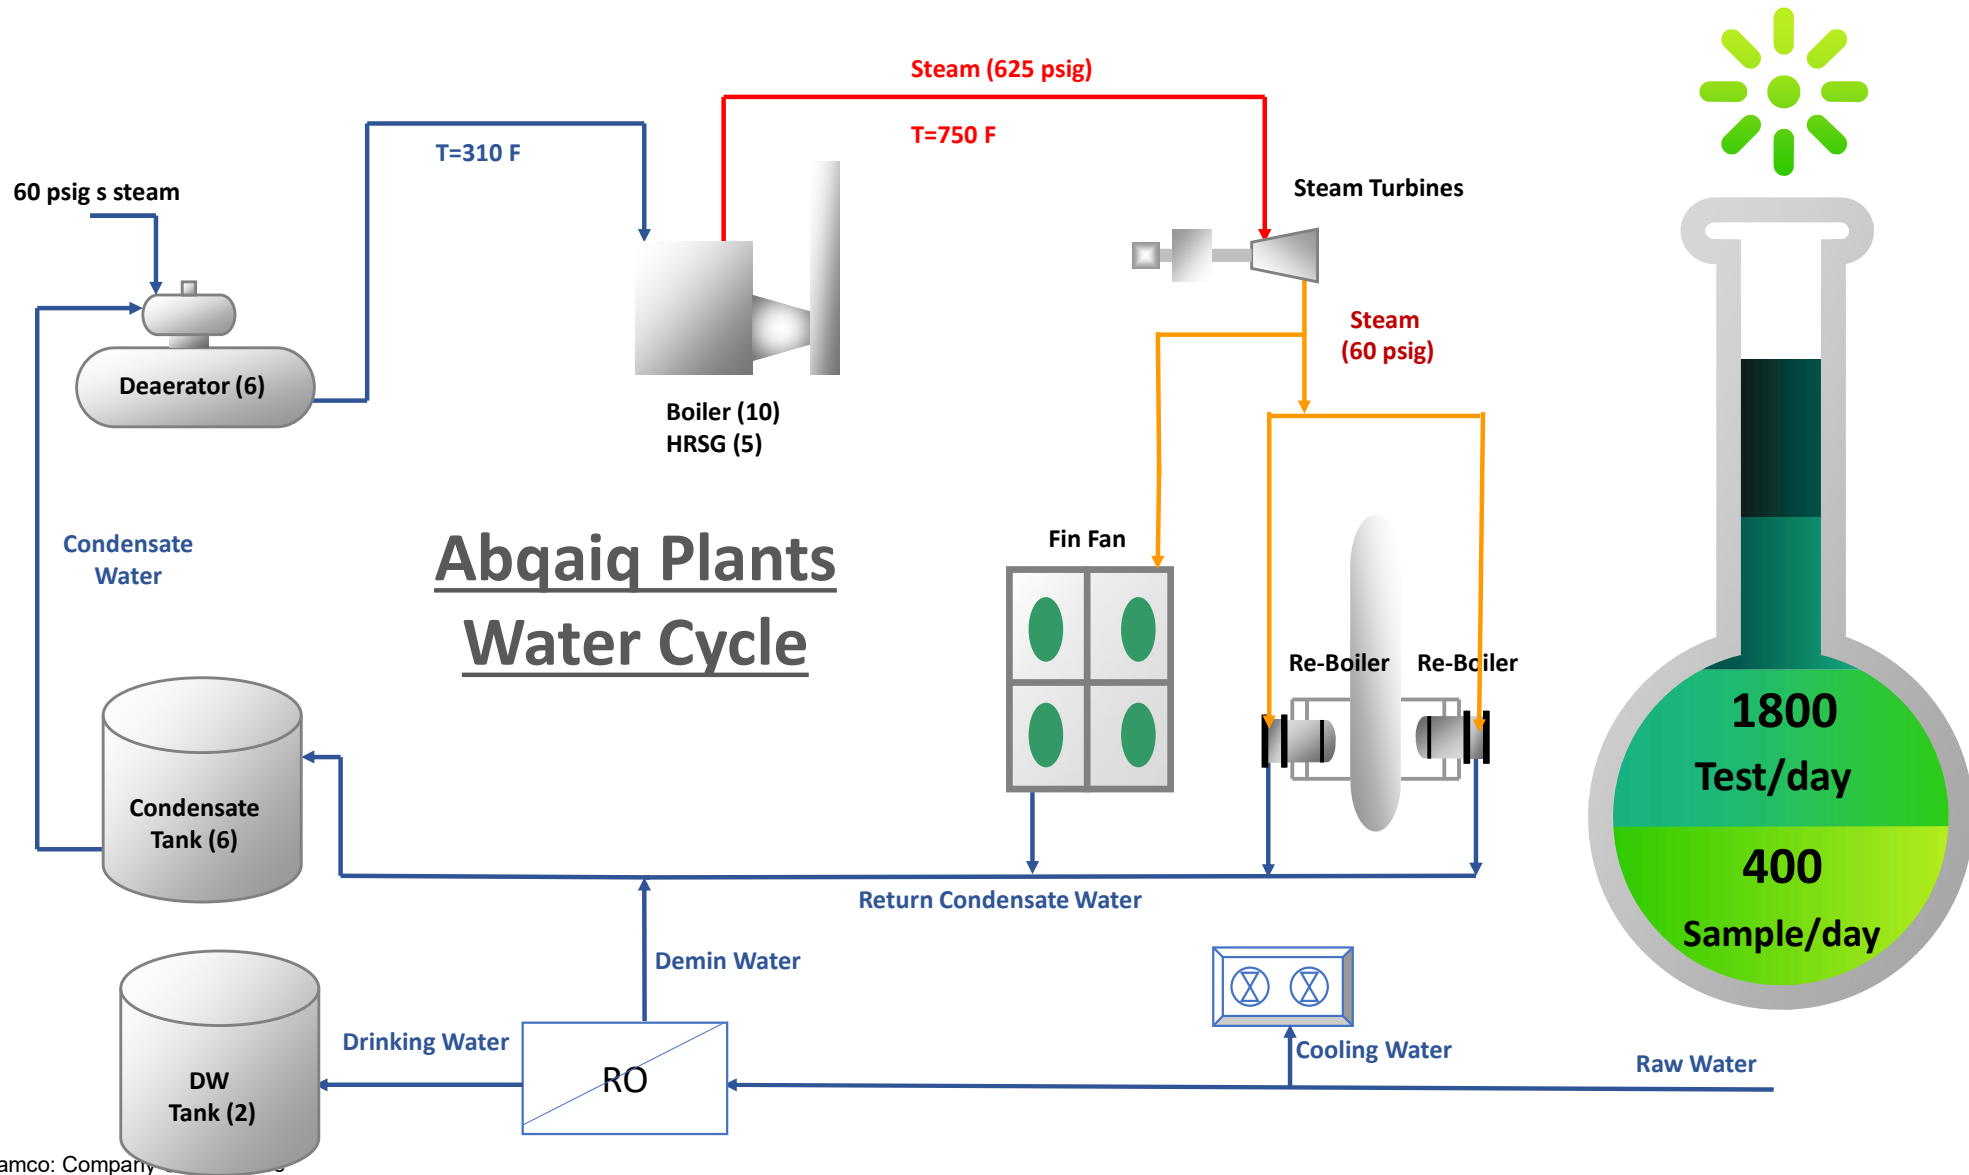 Steam (625 psig)
T=750 F
T=310 F
60 psig s steam
Steam Turbines
Steam
(60 psig)
Deaerator (6)
Boiler (10)
HRSG (5)
Condensate
Water
Abqaiq Plants
Water Cycle
Fin Fan
Re-Boiler
Re-Boiler
1800
Test/day
400
Sample/day
Condensate
Tank (6)
Return Condensate Water
Demin Water
Drinking Water
RO
Cooling Water
Raw Water
DW
Tank (2)
amco: Company